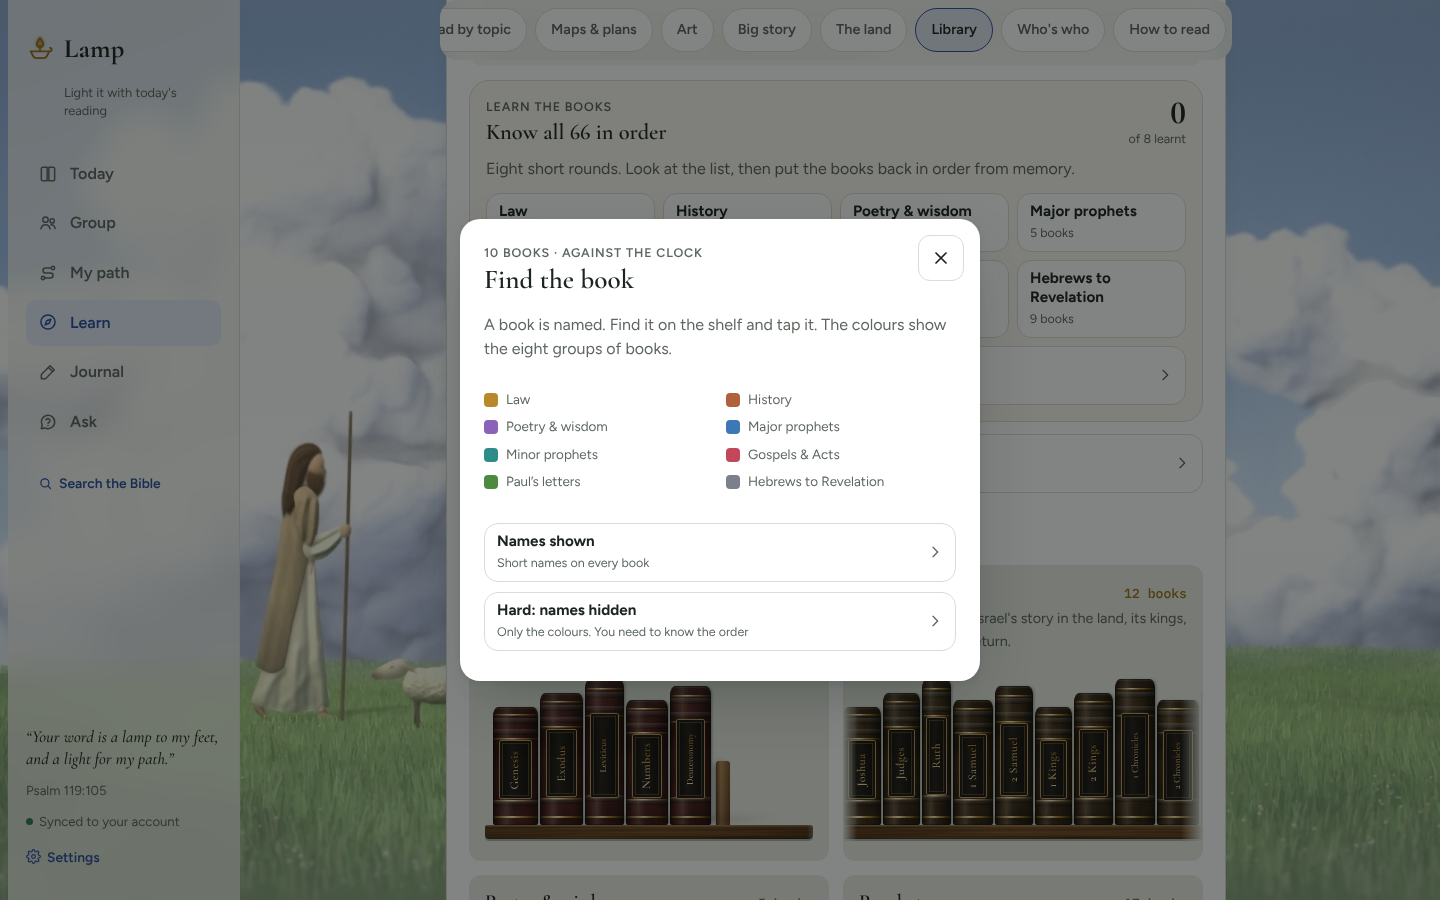 Lamp
Light it with today's
reading
Today
Group
My path
Learn
Journal
Ask
Search the Bible
“Your word is a lamp to my feet,
and a light for my path.”
Psalm 119:105
Synced to your account
Settings
ad by topic
Maps & plans
Art
Big story
The land
Library
Who's who
How to read
LEARN THE BOOKS
Know all 66 in order
0
of 8 learnt
Eight short rounds. Look at the list, then put the books back in order from memory.
Law
History
Poetry & wisdom
Major prophets
5 books
Hebrews to
Revelation
9 books
10 BOOKS · AGAINST THE CLOCK
Find the book
A book is named. Find it on the shelf and tap it. The colours show
the eight groups of books.
Law
History
Poetry & wisdom
Major prophets
Minor prophets
Gospels & Acts
Paul's letters
Hebrews to Revelation
Names shown
Short names on every book
Hard: names hidden
Only the colours. You need to know the order
12 books
srael's story in the land, its kings,
turn.
Genesis
Exodus
Leviticus
Numbers
Deuteronomy
Joshua
Judges
Ruth
1 Samuel
2 Samuel
1 Kings
2 Kings
1 Chronicles
2 Chronicles